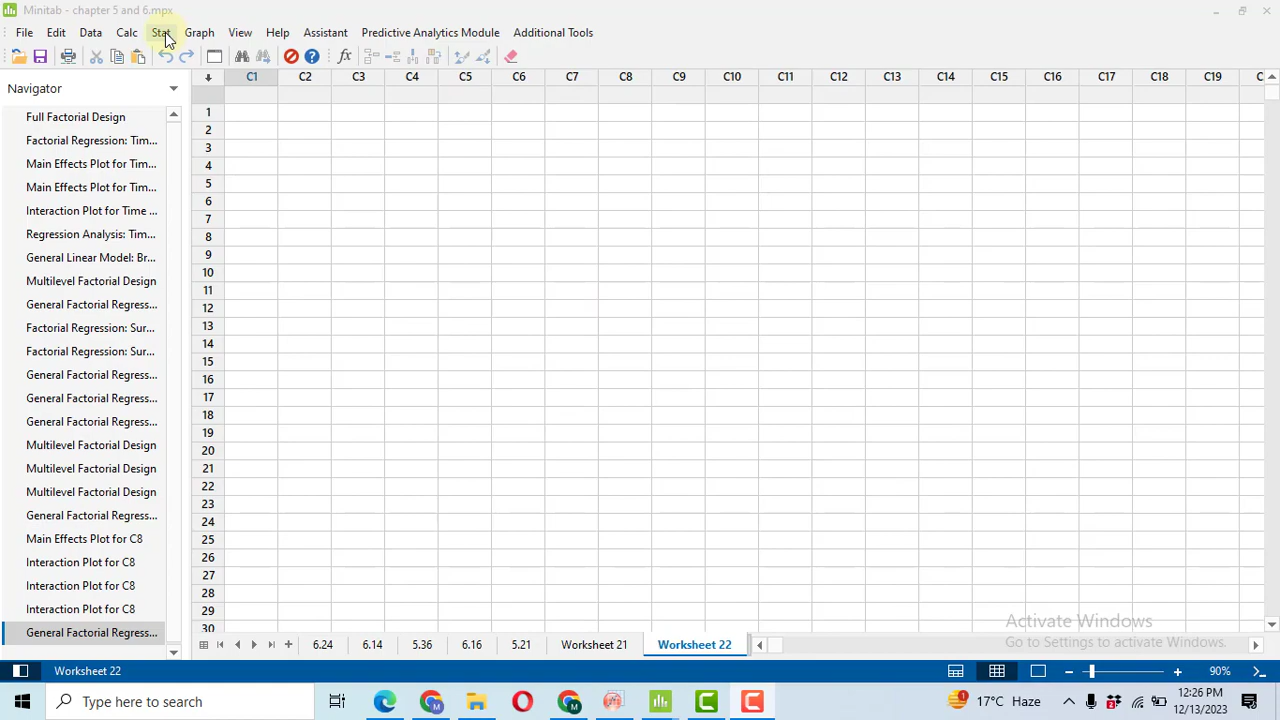 Minitab - chapter 5 and 6.mpx
File Edit Data Calc Stat Graph View Help Assistant Predictive Analytics Module Additional Tools
Navigator
C1 C2 C3 C4 C5 C6 C7 C8 C9 C10 C11 C12 C13 C14 C15 C16 C17 C18 C19 C
Full Factorial Design
Factorial Regression: Tim...
Main Effects Plot for Tim...
Main Effects Plot for Tim...
Interaction Plot for Time ...
Regression Analysis: Tim...
General Linear Model: Br...
Multilevel Factorial Design
General Factorial Regress...
Factorial Regression: Sur...
Factorial Regression: Sur...
General Factorial Regress...
General Factorial Regress...
General Factorial Regress...
Multilevel Factorial Design
Multilevel Factorial Design
Multilevel Factorial Design
General Factorial Regress...
Main Effects Plot for C8
Interaction Plot for C8
Interaction Plot for C8
Interaction Plot for C8
General Factorial Regress...
1
2
3
4
5
6
7
8
9
10
11
12
13
14
15
16
17
18
19
20
21
22
23
24
25
26
27
28
29
30
Activate Windows
Go to Settings to activate Windows.
6.24 6.14 5.36 6.16 5.21 Worksheet 21 Worksheet 22
Worksheet 22
90%
Type here to search
17°C Haze
12:26 PM
12/13/2023